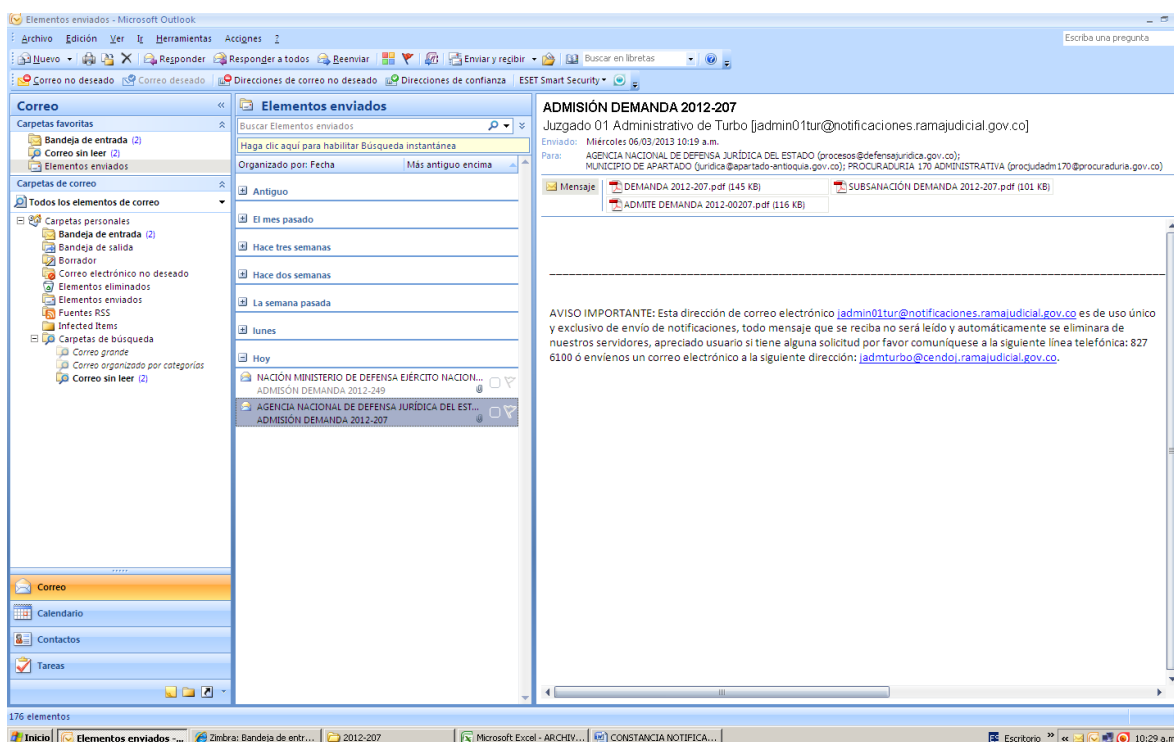 Elementos enviados - Microsoft Outlook
Archivo Edición Ver Ir Herramientas Acciones ?
Escriba una pregunta
Nuevo Responder Responder a todos Reenviar Enviar y recibir Buscar en libretas
Correo no deseado Correo deseado Direcciones de correo no deseado Direcciones de confianza ESET Smart Security
Correo
Carpetas favoritas
Bandeja de entrada (2)
Correo sin leer (2)
Elementos enviados
Carpetas de correo
Todos los elementos de correo
Carpetas personales
Bandeja de entrada (2)
Bandeja de salida
Borrador
Correo electrónico no deseado
Elementos eliminados
Elementos enviados
Fuentes RSS
Infected Items
Carpetas de búsqueda
Correo grande
Correo organizado por categorías
Correo sin leer (2)
Correo
Calendario
Contactos
Tareas
Elementos enviados
Buscar Elementos enviados
Haga clic aquí para habilitar Búsqueda instantánea
Organizado por: Fecha Más antiguo encima
Antiguo
El mes pasado
Hace tres semanas
Hace dos semanas
La semana pasada
lunes
Hoy
NACIÓN MINISTERIO DE DEFENSA EJÉRCITO NACION...
ADMISÓN DEMANDA 2012-249
AGENCIA NACIONAL DE DEFENSA JURÍDICA DEL EST...
ADMISIÓN DEMANDA 2012-207
ADMISIÓN DEMANDA 2012-207
Juzgado 01 Administrativo de Turbo [jadmin01tur@notificaciones.ramajudicial.gov.co]
Enviado: Miércoles 06/03/2013 10:19 a.m.
Para: AGENCIA NACIONAL DE DEFENSA JURÍDICA DEL ESTADO (procesos@defensajuridica.gov.co);
MUNICIPIO DE APARTADO (juridica@apartado-antioquia.gov.co); PROCURADURIA 170 ADMINISTRATIVA (procjudadm170@procuraduria.gov.co)
Mensaje DEMANDA 2012-207.pdf (145 KB) SUBSANACIÓN DEMANDA 2012-207.pdf (101 KB)
ADMITE DEMANDA 2012-00207.pdf (116 KB)
AVISO IMPORTANTE: Esta dirección de correo electrónico jadmin01tur@notificaciones.ramajudicial.gov.co es de uso único
y exclusivo de envío de notificaciones, todo mensaje que se reciba no será leído y automáticamente se eliminara de
nuestros servidores, apreciado usuario si tiene alguna solicitud por favor comuníquese a la siguiente línea telefónica: 827
6100 ó envíenos un correo electrónico a la siguiente dirección: jadmturbo@cendoj.ramajudicial.gov.co.
176 elementos
Inicio Elementos enviados -... Zimbra: Bandeja de entr... 2012-207 Microsoft Excel - ARCHIV... CONSTANCIA NOTIFICA... Escritorio 10:29 a.m.